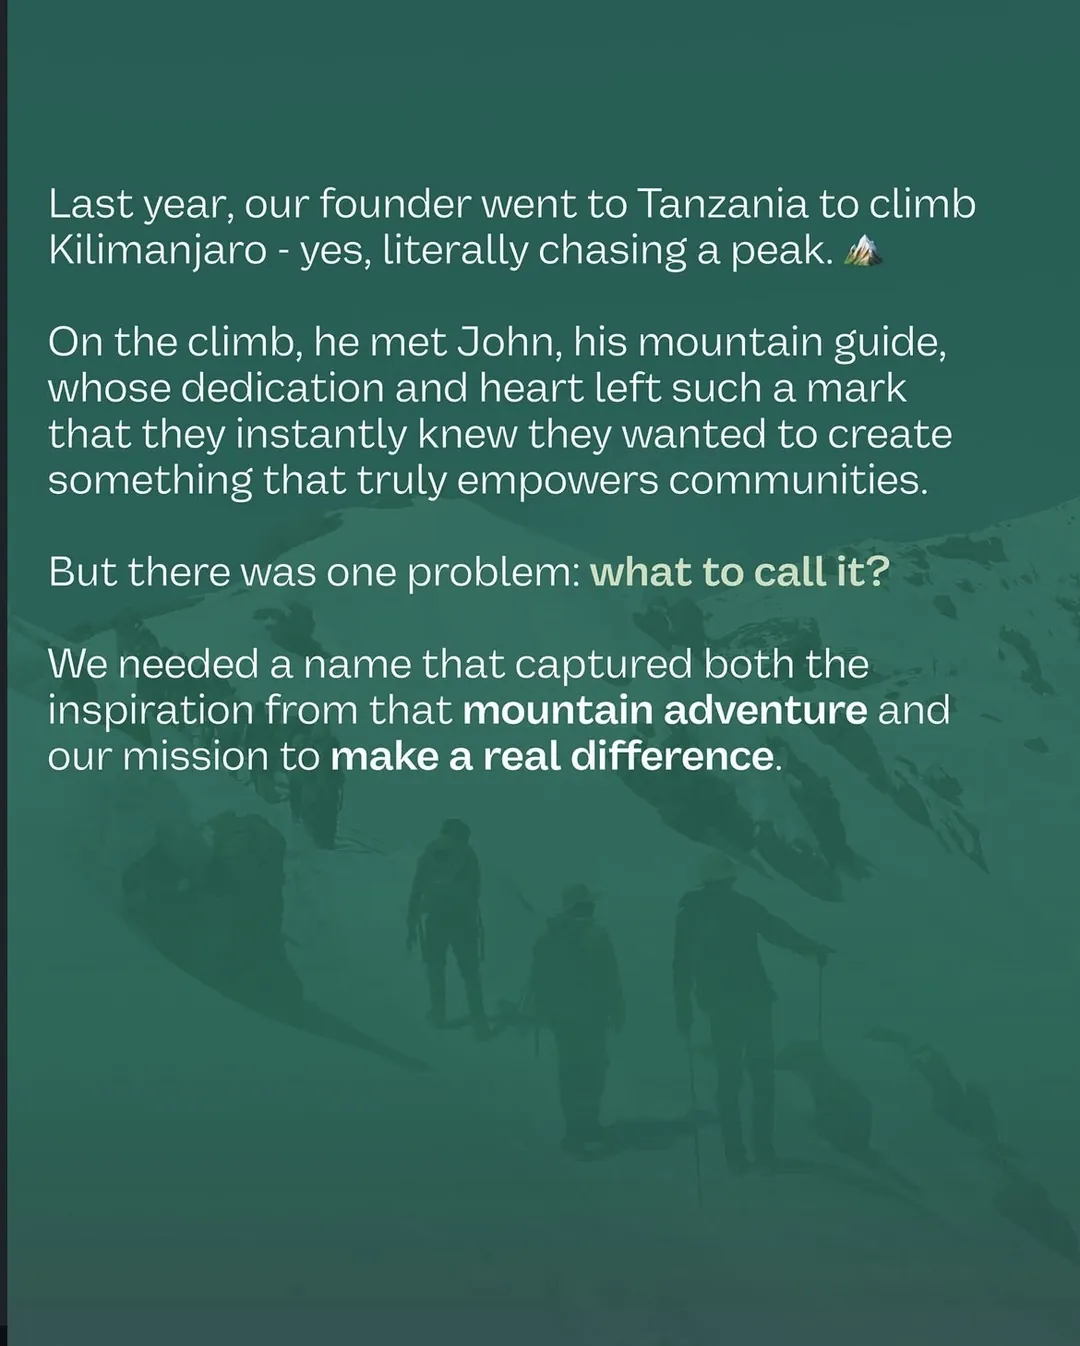 Last year, our founder went to Tanzania to climb
Kilimanjaro - yes, literally chasing a peak. 🏔️
On the climb, he met John, his mountain guide,
whose dedication and heart left such a mark
that they instantly knew they wanted to create
something that truly empowers communities.
But there was one problem: what to call it?
We needed a name that captured both the
inspiration from that mountain adventure and
our mission to make a real difference.